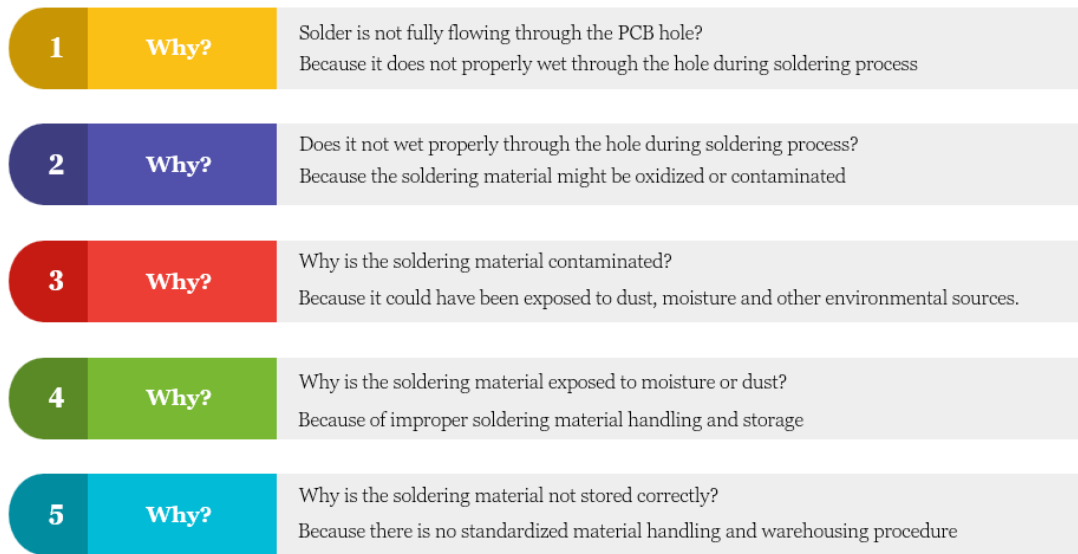 1
Why?
Solder is not fully flowing through the PCB hole?
Because it does not properly wet through the hole during soldering process
2
Why?
Does it not wet properly through the hole during soldering process?
Because the soldering material might be oxidized or contaminated
3
Why?
Why is the soldering material contaminated?
Because it could have been exposed to dust, moisture and other environmental sources.
4
Why?
Why is the soldering material exposed to moisture or dust?
Because of improper soldering material handling and storage
5
Why?
Why is the soldering material not stored correctly?
Because there is no standardized material handling and warehousing procedure